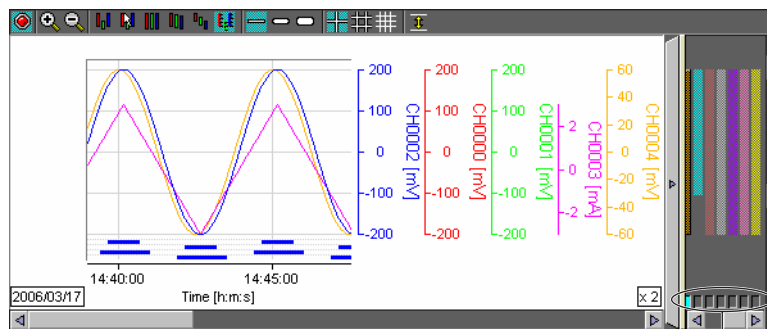 200 200 200 60
100 100 100 40
2 20
0 0 0 0 0
-20
-100 -100 -100 -2 -40
-200 -200 -200 -60
CH0002 [mV]
CH0000 [mV]
CH0001 [mV]
CH0003 [mA]
CH0004 [mV]
14:40:00 14:45:00
2006/03/17 Time [h:m:s] x 2